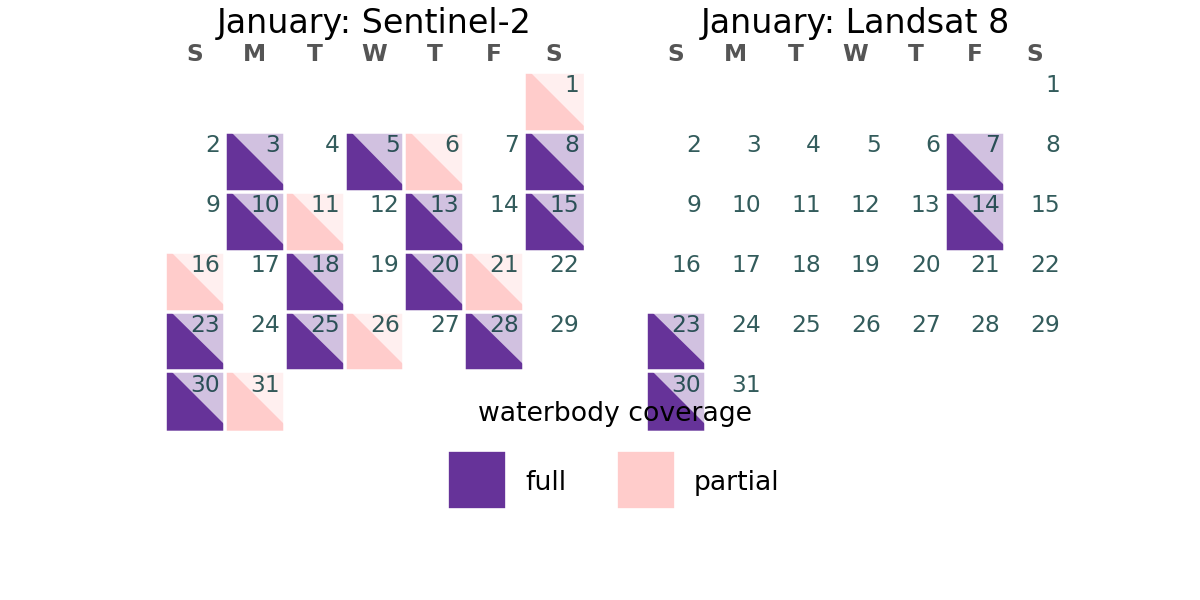 January: Sentinel-2
S M T W T F S
1
2 3 4 5 6 7 8
9 10 11 12 13 14 15
16 17 18 19 20 21 22
23 24 25 26 27 28 29
30 31
January: Landsat 8
S M T W T F S
1
2 3 4 5 6 7 8
9 10 11 12 13 14 15
16 17 18 19 20 21 22
23 24 25 26 27 28 29
30 31
waterbody coverage
full partial